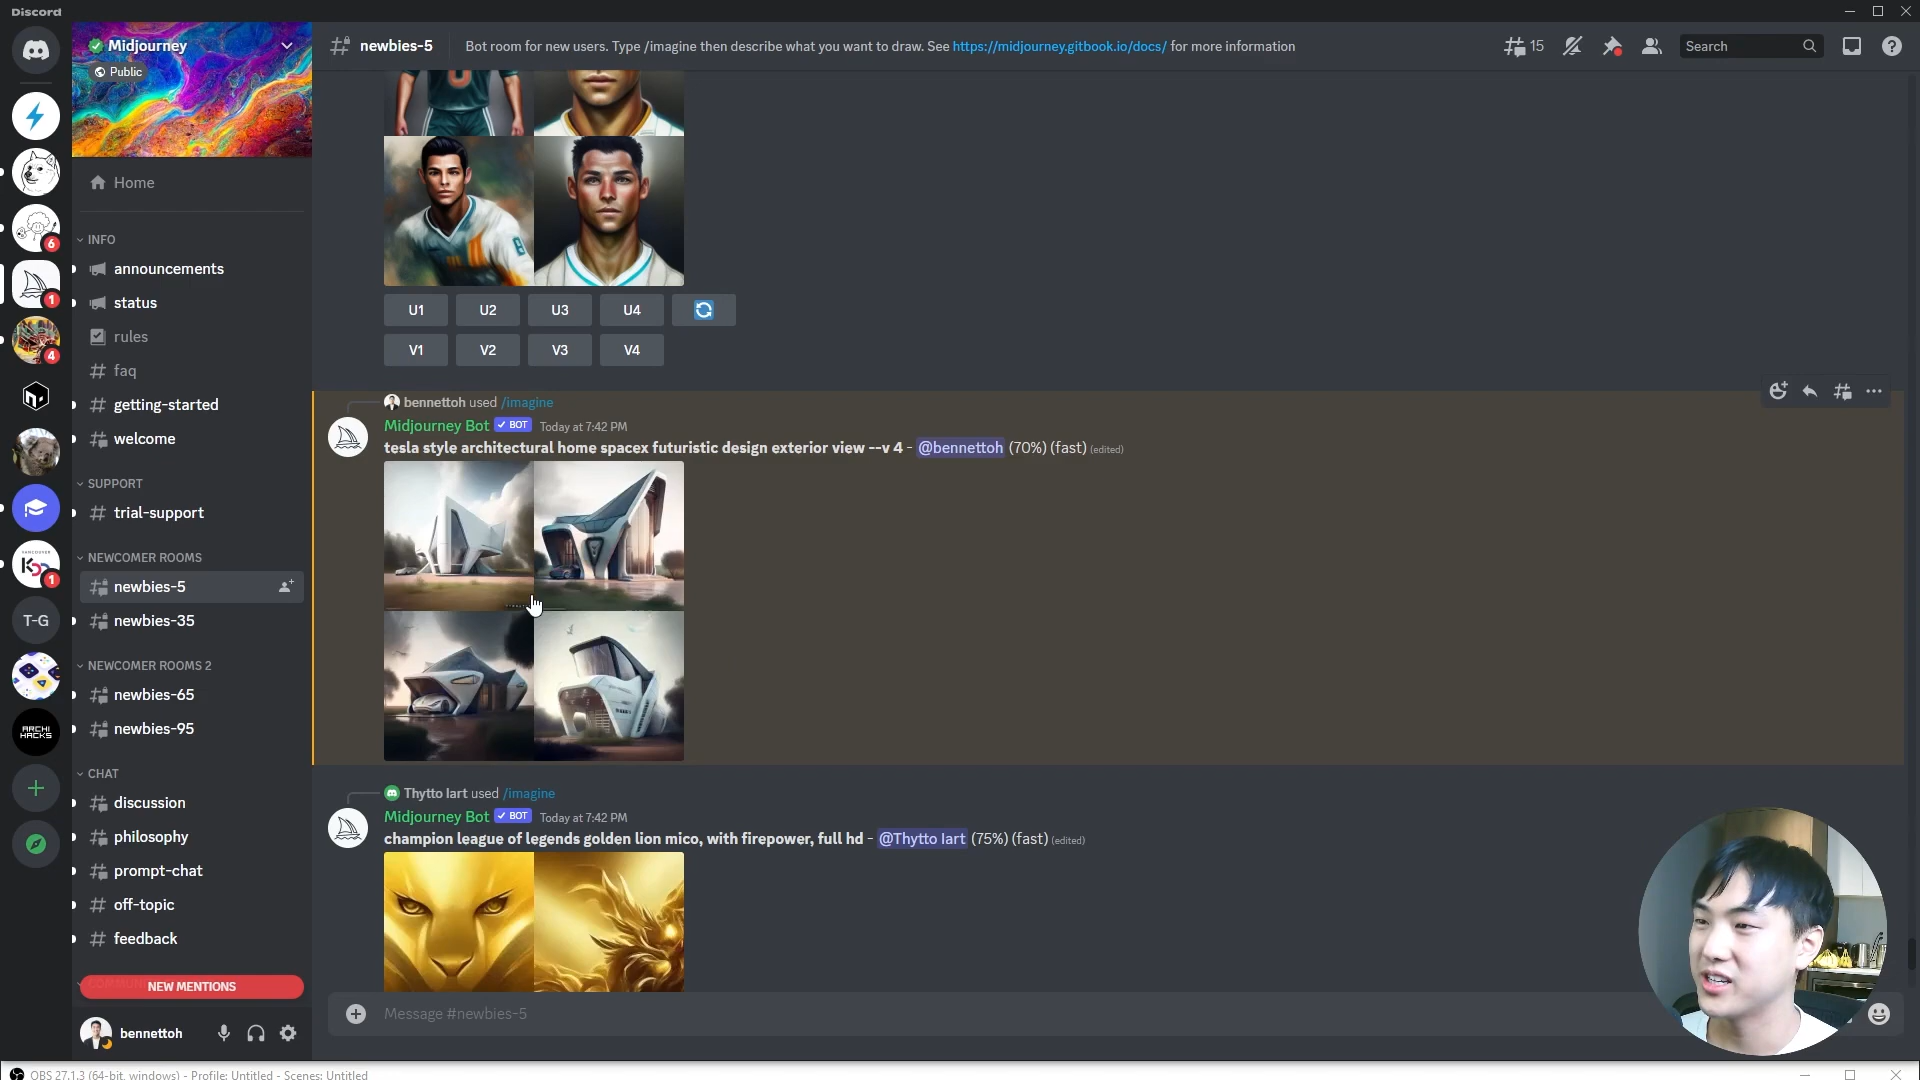 Discord
Midjourney
Public
Home
INFO
announcements
status
rules
faq
getting-started
welcome
SUPPORT
trial-support
NEWCOMER ROOMS
newbies-5
newbies-35
NEWCOMER ROOMS 2
newbies-65
newbies-95
CHAT
discussion
philosophy
prompt-chat
off-topic
feedback
NEW MENTIONS
bennettoh
6
1
4
VANCOUVER
1
T-G
ARCHI
HACKS
newbies-5
Bot room for new users. Type /imagine then describe what you want to draw. See https://midjourney.gitbook.io/docs/ for more information
15
Search
U1 U2 U3 U4
V1 V2 V3 V4
bennettoh used /imagine
Midjourney Bot ✓ BOT Today at 7:42 PM
tesla style architectural home spacex futuristic design exterior view --v 4 - @bennettoh (70%) (fast) (edited)
Thytto lart used /imagine
Midjourney Bot ✓ BOT Today at 7:42 PM
champion league of legends golden lion mico, with firepower, full hd - @Thytto lart (75%) (fast) (edited)
Message #newbies-5
OBS 27.1.3 (64-bit, windows) - Profile: Untitled - Scenes: Untitled